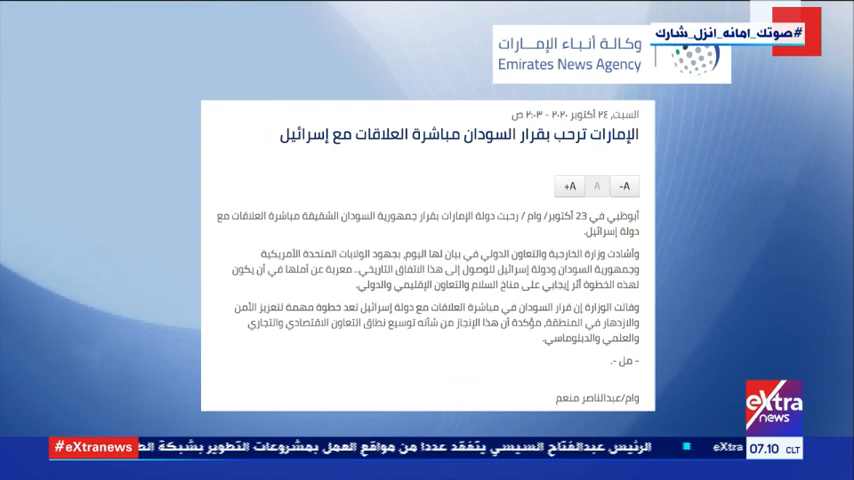 #صوتك_امانه_انزل_شارك
وكالة أنباء الإمارات
Emirates News Agency
السبت, ٢٤ أكتوبر ٢٠٢٠ - ٢:٠٣ ص
الإمارات ترحب بقرار السودان مباشرة العلاقات مع إسرائيل
A+ A A-
أبوظبي في 23 أكتوبر/ وام / رحبت دولة الإمارات بقرار جمهورية السودان الشقيقة مباشرة العلاقات مع
دولة إسرائيل.
وأشادت وزارة الخارجية والتعاون الدولي في بيان لها اليوم, بجهود الولايات المتحدة الأمريكية
وجمهورية السودان ودولة إسرائيل للوصول إلى هذا الاتفاق التاريخي.. معربة عن أملها في أن يكون
لهذه الخطوة أثر إيجابي على مناخ السلام والتعاون الإقليمي والدولي.
وقالت الوزارة إن قرار السودان في مباشرة العلاقات مع دولة إسرائيل تعد خطوة مهمة لتعزيز الأمن
والازدهار في المنطقة, مؤكدة أن هذا الإنجاز من شأنه توسيع نطاق التعاون الاقتصادي والتجاري
والعلمي والدبلوماسي.
- مل -.
وام/عبدالناصر منعم
eXtra
news
#eXtranews
الرئيس عبدالفتاح السيسي يتفقد عددا من مواقع العمل بمشروعات التطوير بشبكة
eXtra
07.10 CLT